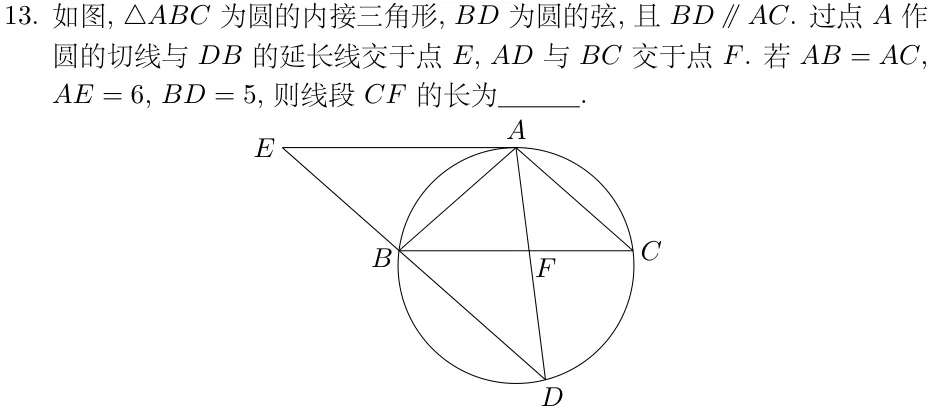 13. 如图, △ABC 为圆的内接三角形, BD 为圆的弦, 且 BD ∥ AC. 过点 A 作
圆的切线与 DB 的延长线交于点 E, AD 与 BC 交于点 F. 若 AB = AC,
AE = 6, BD = 5, 则线段 CF 的长为______.
A
E
B
C
F
D